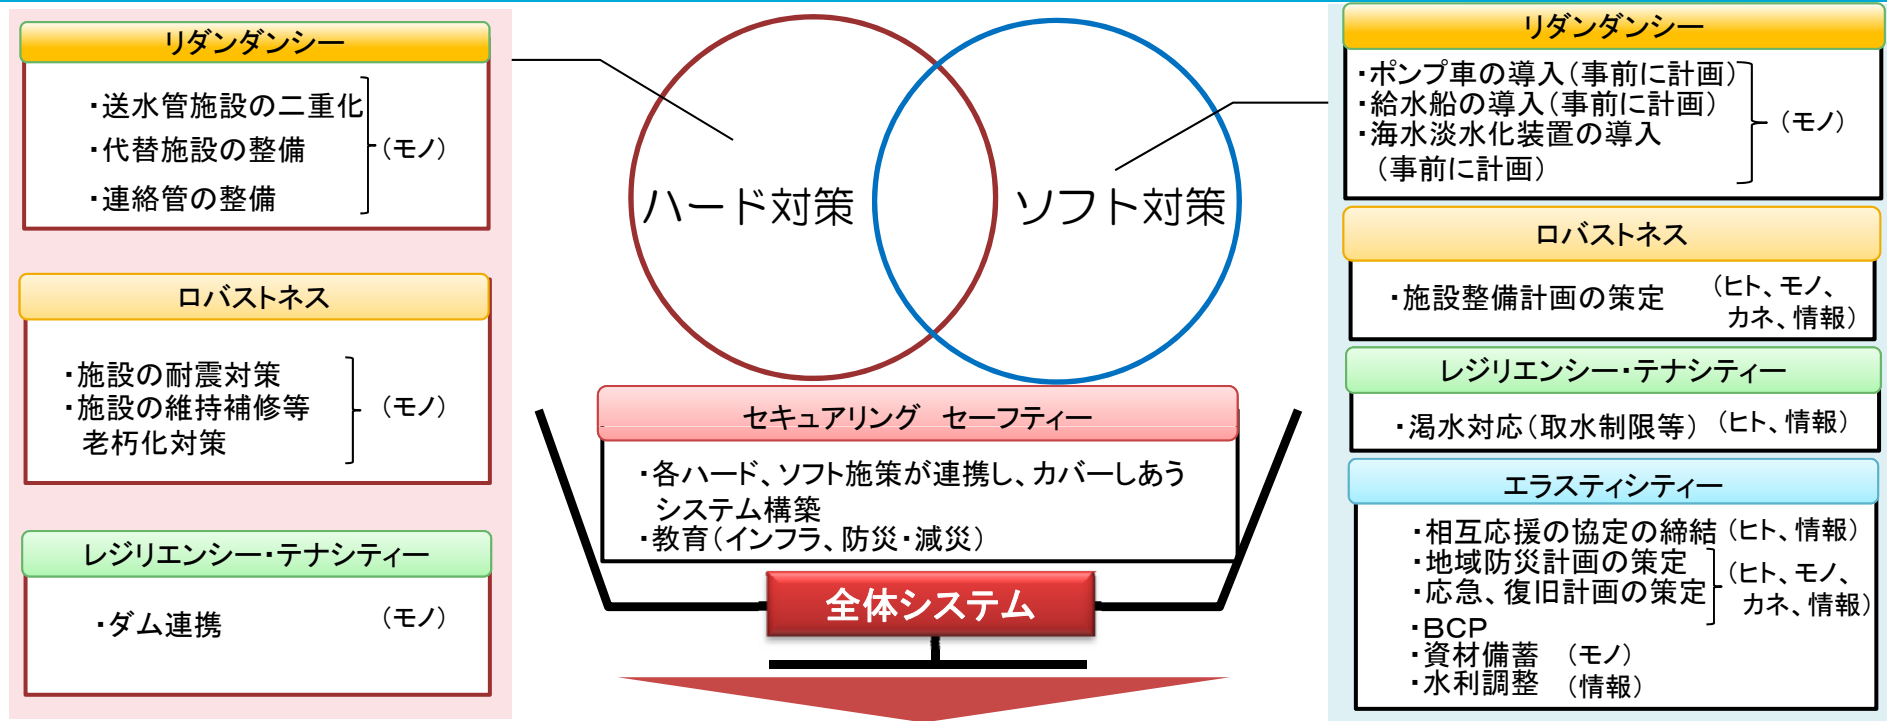 リダンダンシー
・送水管施設の二重化
・代替施設の整備
(モノ)
・連絡管の整備
ロバストネス
・施設の耐震対策
・施設の維持補修等
老朽化対策
(モノ)
レジリエンシー・テナシティー
・ダム連携 (モノ)
ハード対策
ソフト対策
セキュアリング セーフティー
・各ハード、ソフト施策が連携し、カバーしあう
システム構築
・教育(インフラ、防災・減災)
全体システム
リダンダンシー
・ポンプ車の導入(事前に計画)
・給水船の導入(事前に計画)
・海水淡水化装置の導入
(事前に計画)
(モノ)
ロバストネス
・施設整備計画の策定
(ヒト、モノ、
カネ、情報)
レジリエンシー・テナシティー
・渇水対応(取水制限等) (ヒト、情報)
エラスティシティー
・相互応援の協定の締結 (ヒト、情報)
・地域防災計画の策定
・応急、復旧計画の策定
(ヒト、モノ、
カネ、情報)
・BCP
・資材備蓄 (モノ)
・水利調整 (情報)